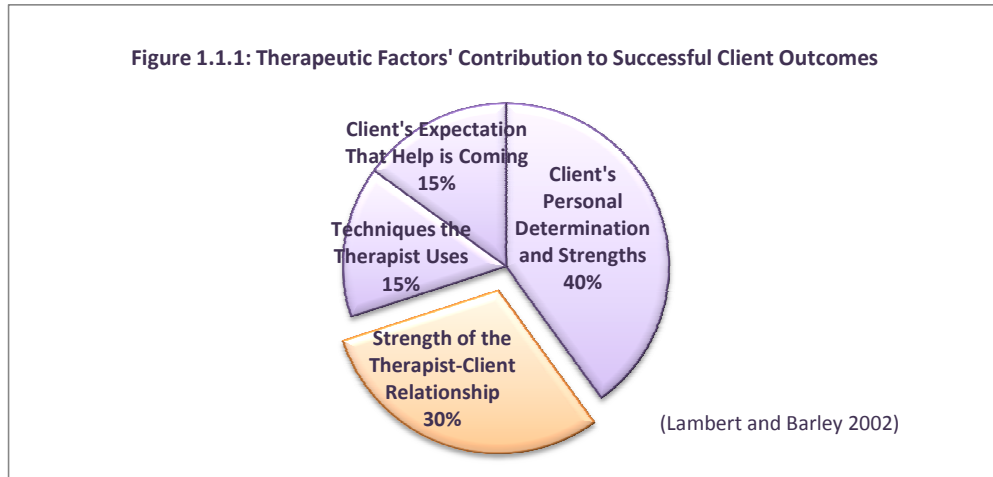 Figure 1.1.1: Therapeutic Factors' Contribution to Successful Client Outcomes
Client's Expectation
That Help is Coming
15%
Client's
Personal
Determination
and Strengths
40%
Techniques the
Therapist Uses
15%
Strength of the
Therapist-Client
Relationship
30%
(Lambert and Barley 2002)